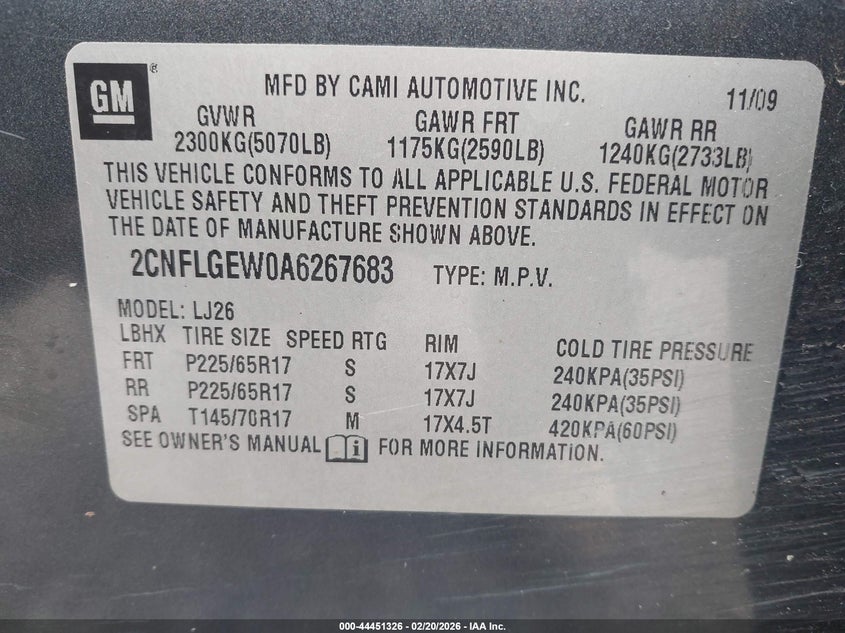 GM ®
MFD BY CAMI AUTOMOTIVE INC. 11/09
GVWR GAWR FRT GAWR RR
2300KG(5070LB) 1175KG(2590LB) 1240KG(2733LB)
THIS VEHICLE CONFORMS TO ALL APPLICABLE U.S. FEDERAL MOTOR
VEHICLE SAFETY AND THEFT PREVENTION STANDARDS IN EFFECT ON
THE DATE OF MANUFACTURE SHOWN ABOVE.
2CNFLGEW0A6267683 TYPE: M.P.V.
MODEL: LJ26
LBHX TIRE SIZE SPEED RTG RIM COLD TIRE PRESSURE
FRT P225/65R17 S 17X7J 240KPA(35PSI)
RR P225/65R17 S 17X7J 240KPA(35PSI)
SPA T145/70R17 M 17X4.5T 420KPA(60PSI)
SEE OWNER'S MANUAL i FOR MORE INFORMATION.
000-44451326 - 02/20/2026 - IAA Inc.